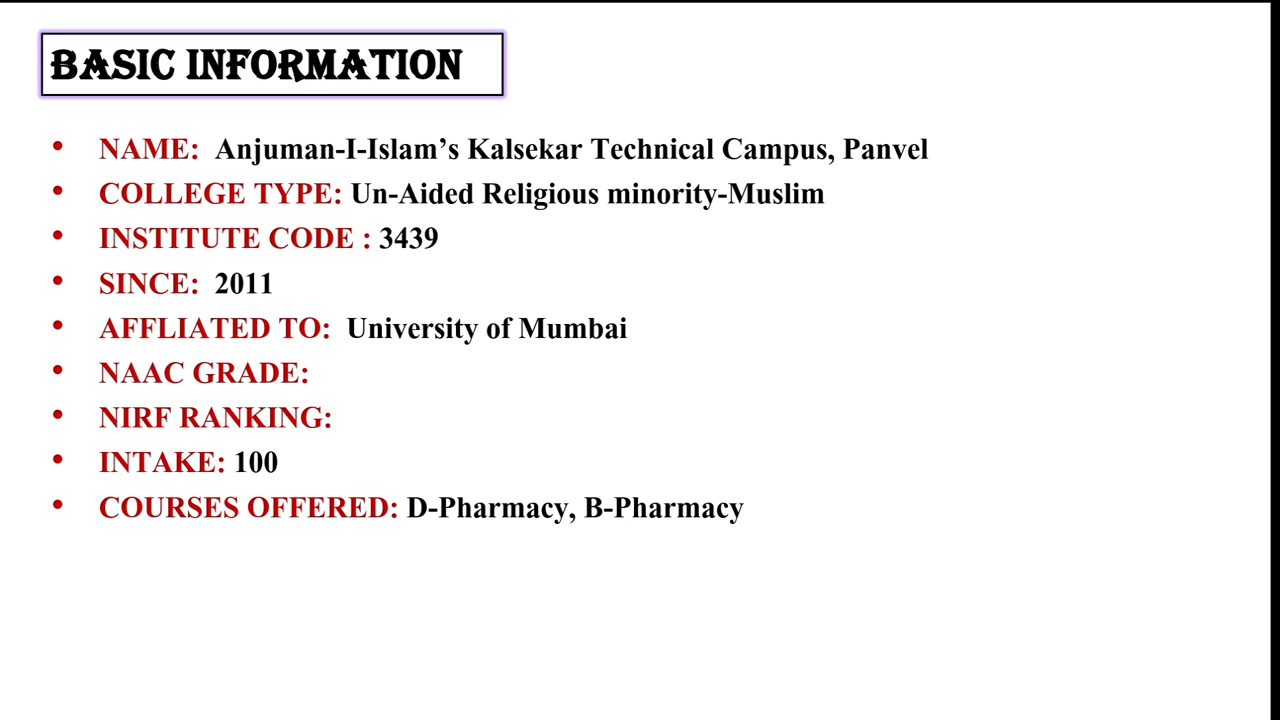 BASIC INFORMATION
• NAME: Anjuman-I-Islam’s Kalsekar Technical Campus, Panvel
• COLLEGE TYPE: Un-Aided Religious minority-Muslim
• INSTITUTE CODE : 3439
• SINCE: 2011
• AFFLIATED TO: University of Mumbai
• NAAC GRADE:
• NIRF RANKING:
• INTAKE: 100
• COURSES OFFERED: D-Pharmacy, B-Pharmacy